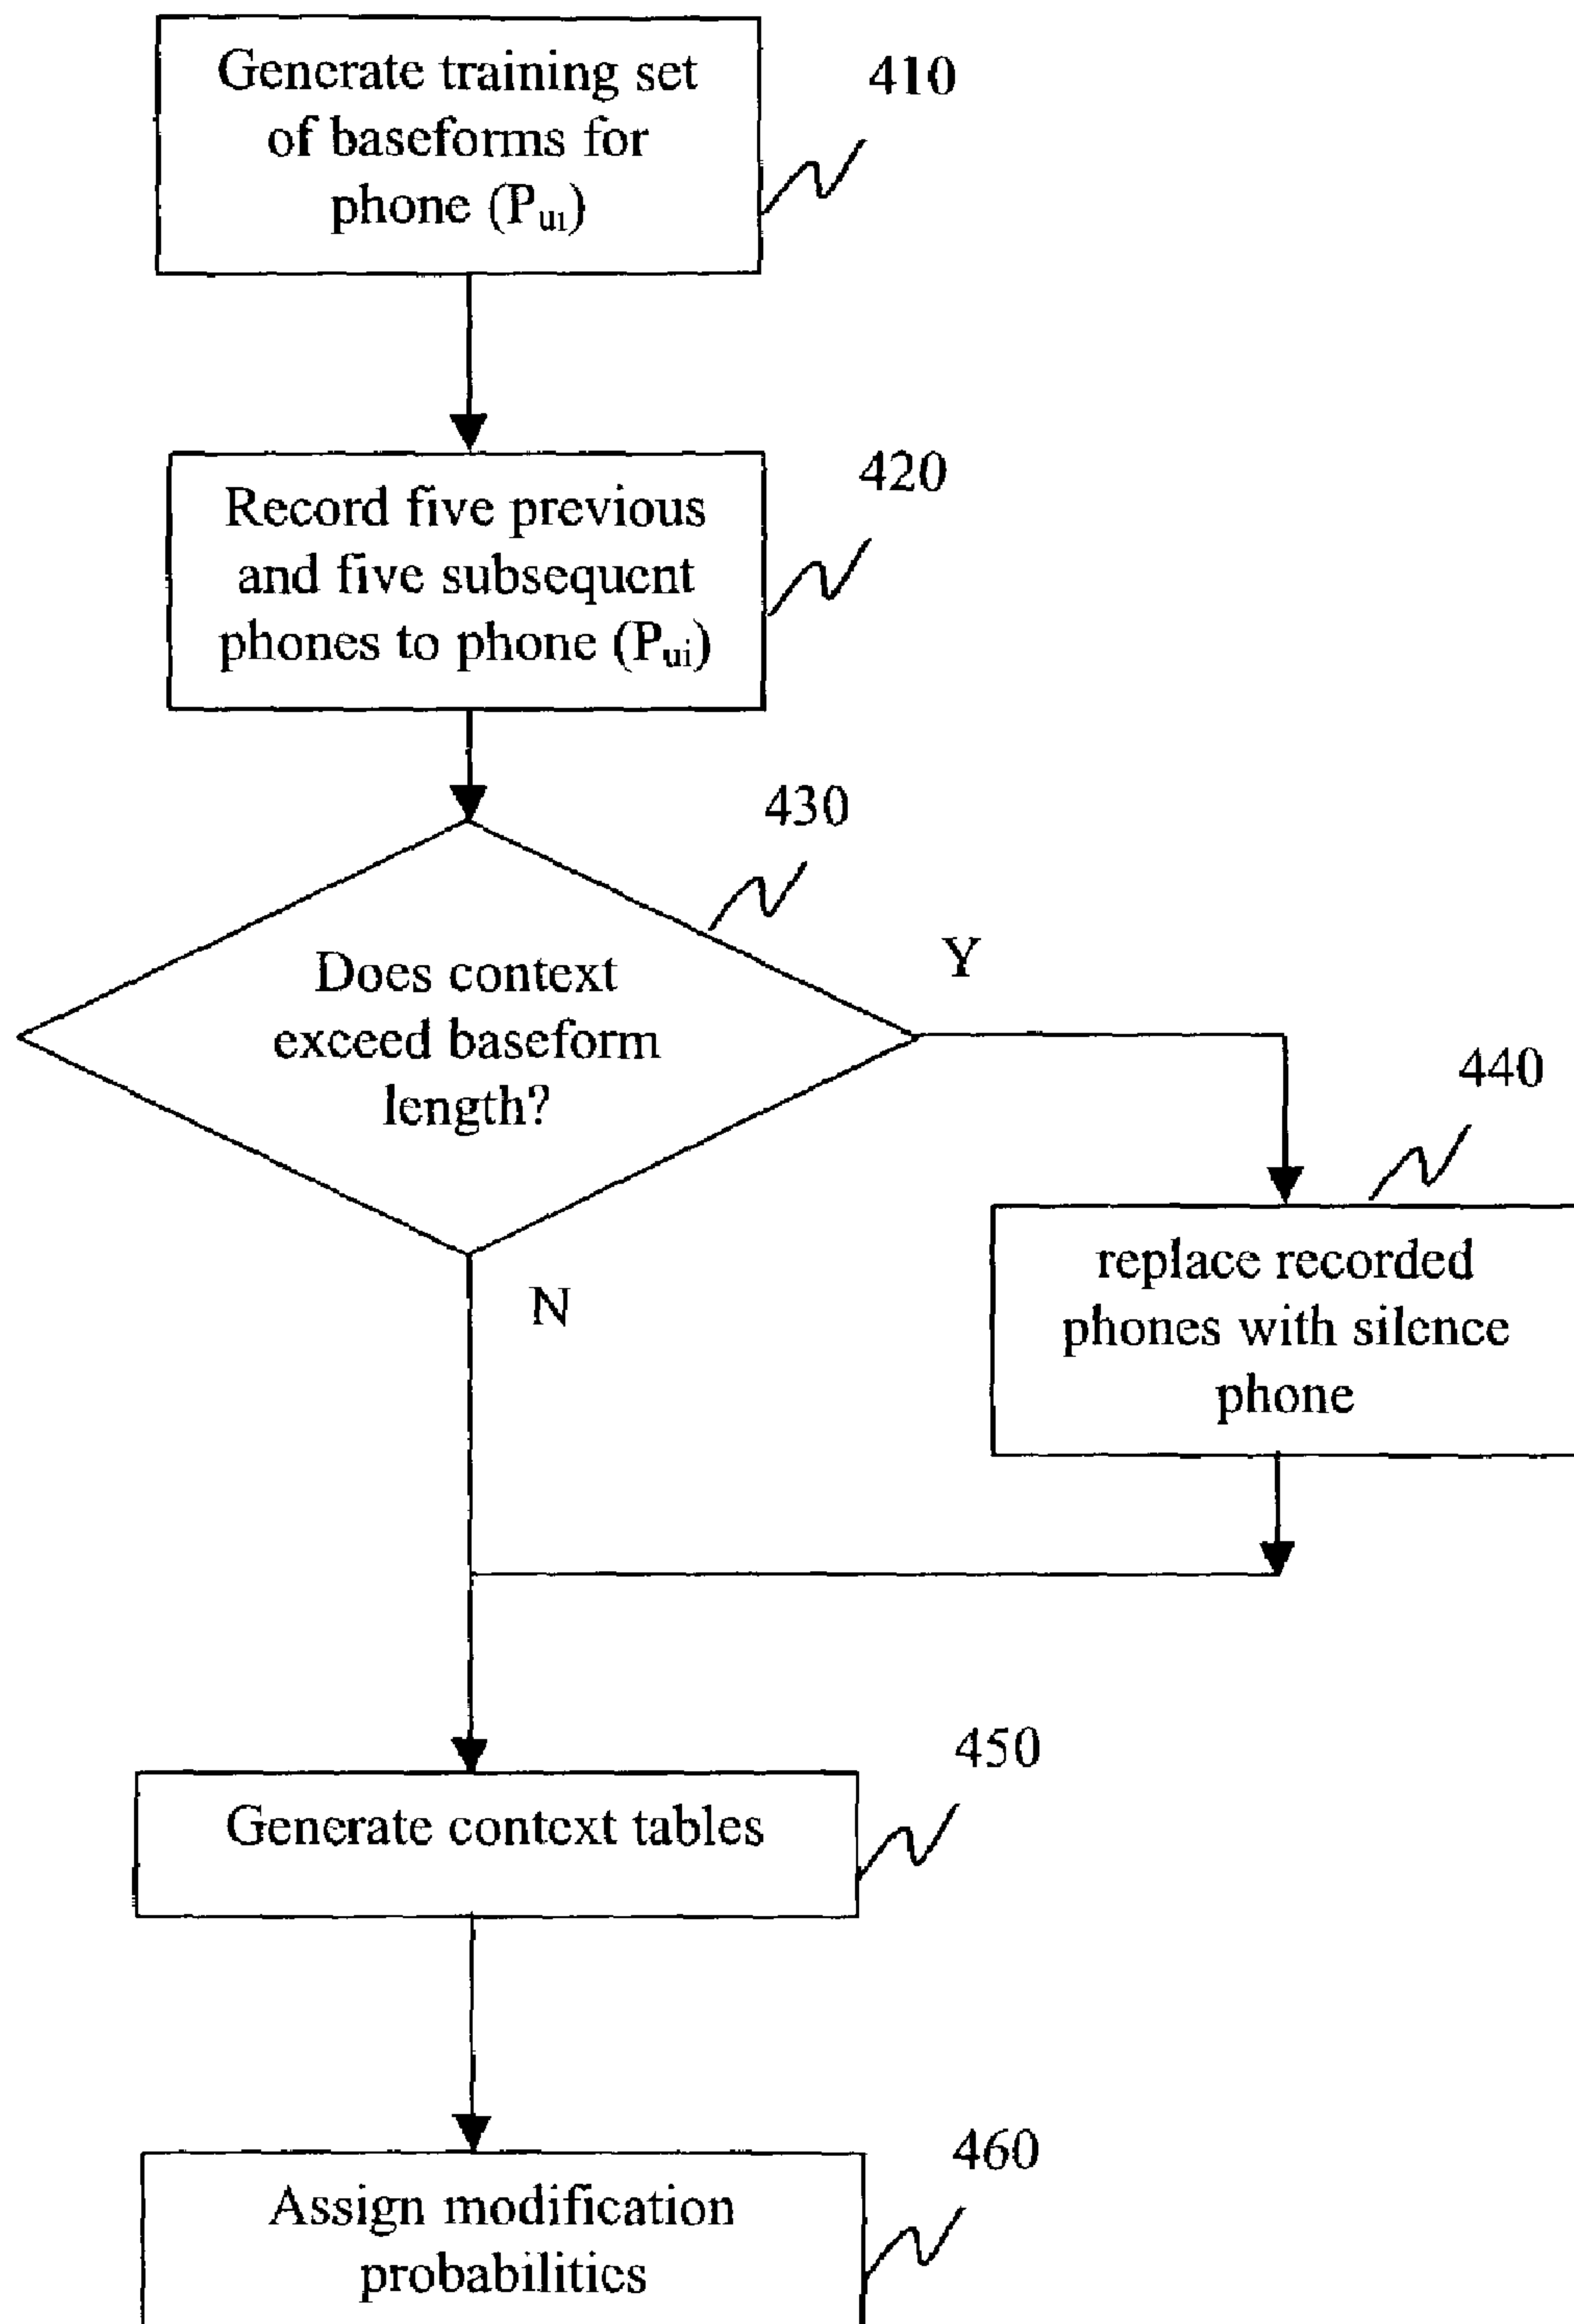 Generate training set
of baseforms for
phone (Pui)
410
Record five previous
and five subsequent
phones to phone (Pui)
420
430
Does context
exceed baseform
length?
Y
N
440
replace recorded
phones with silence
phone
450
Generate context tables
460
Assign modification
probabilities